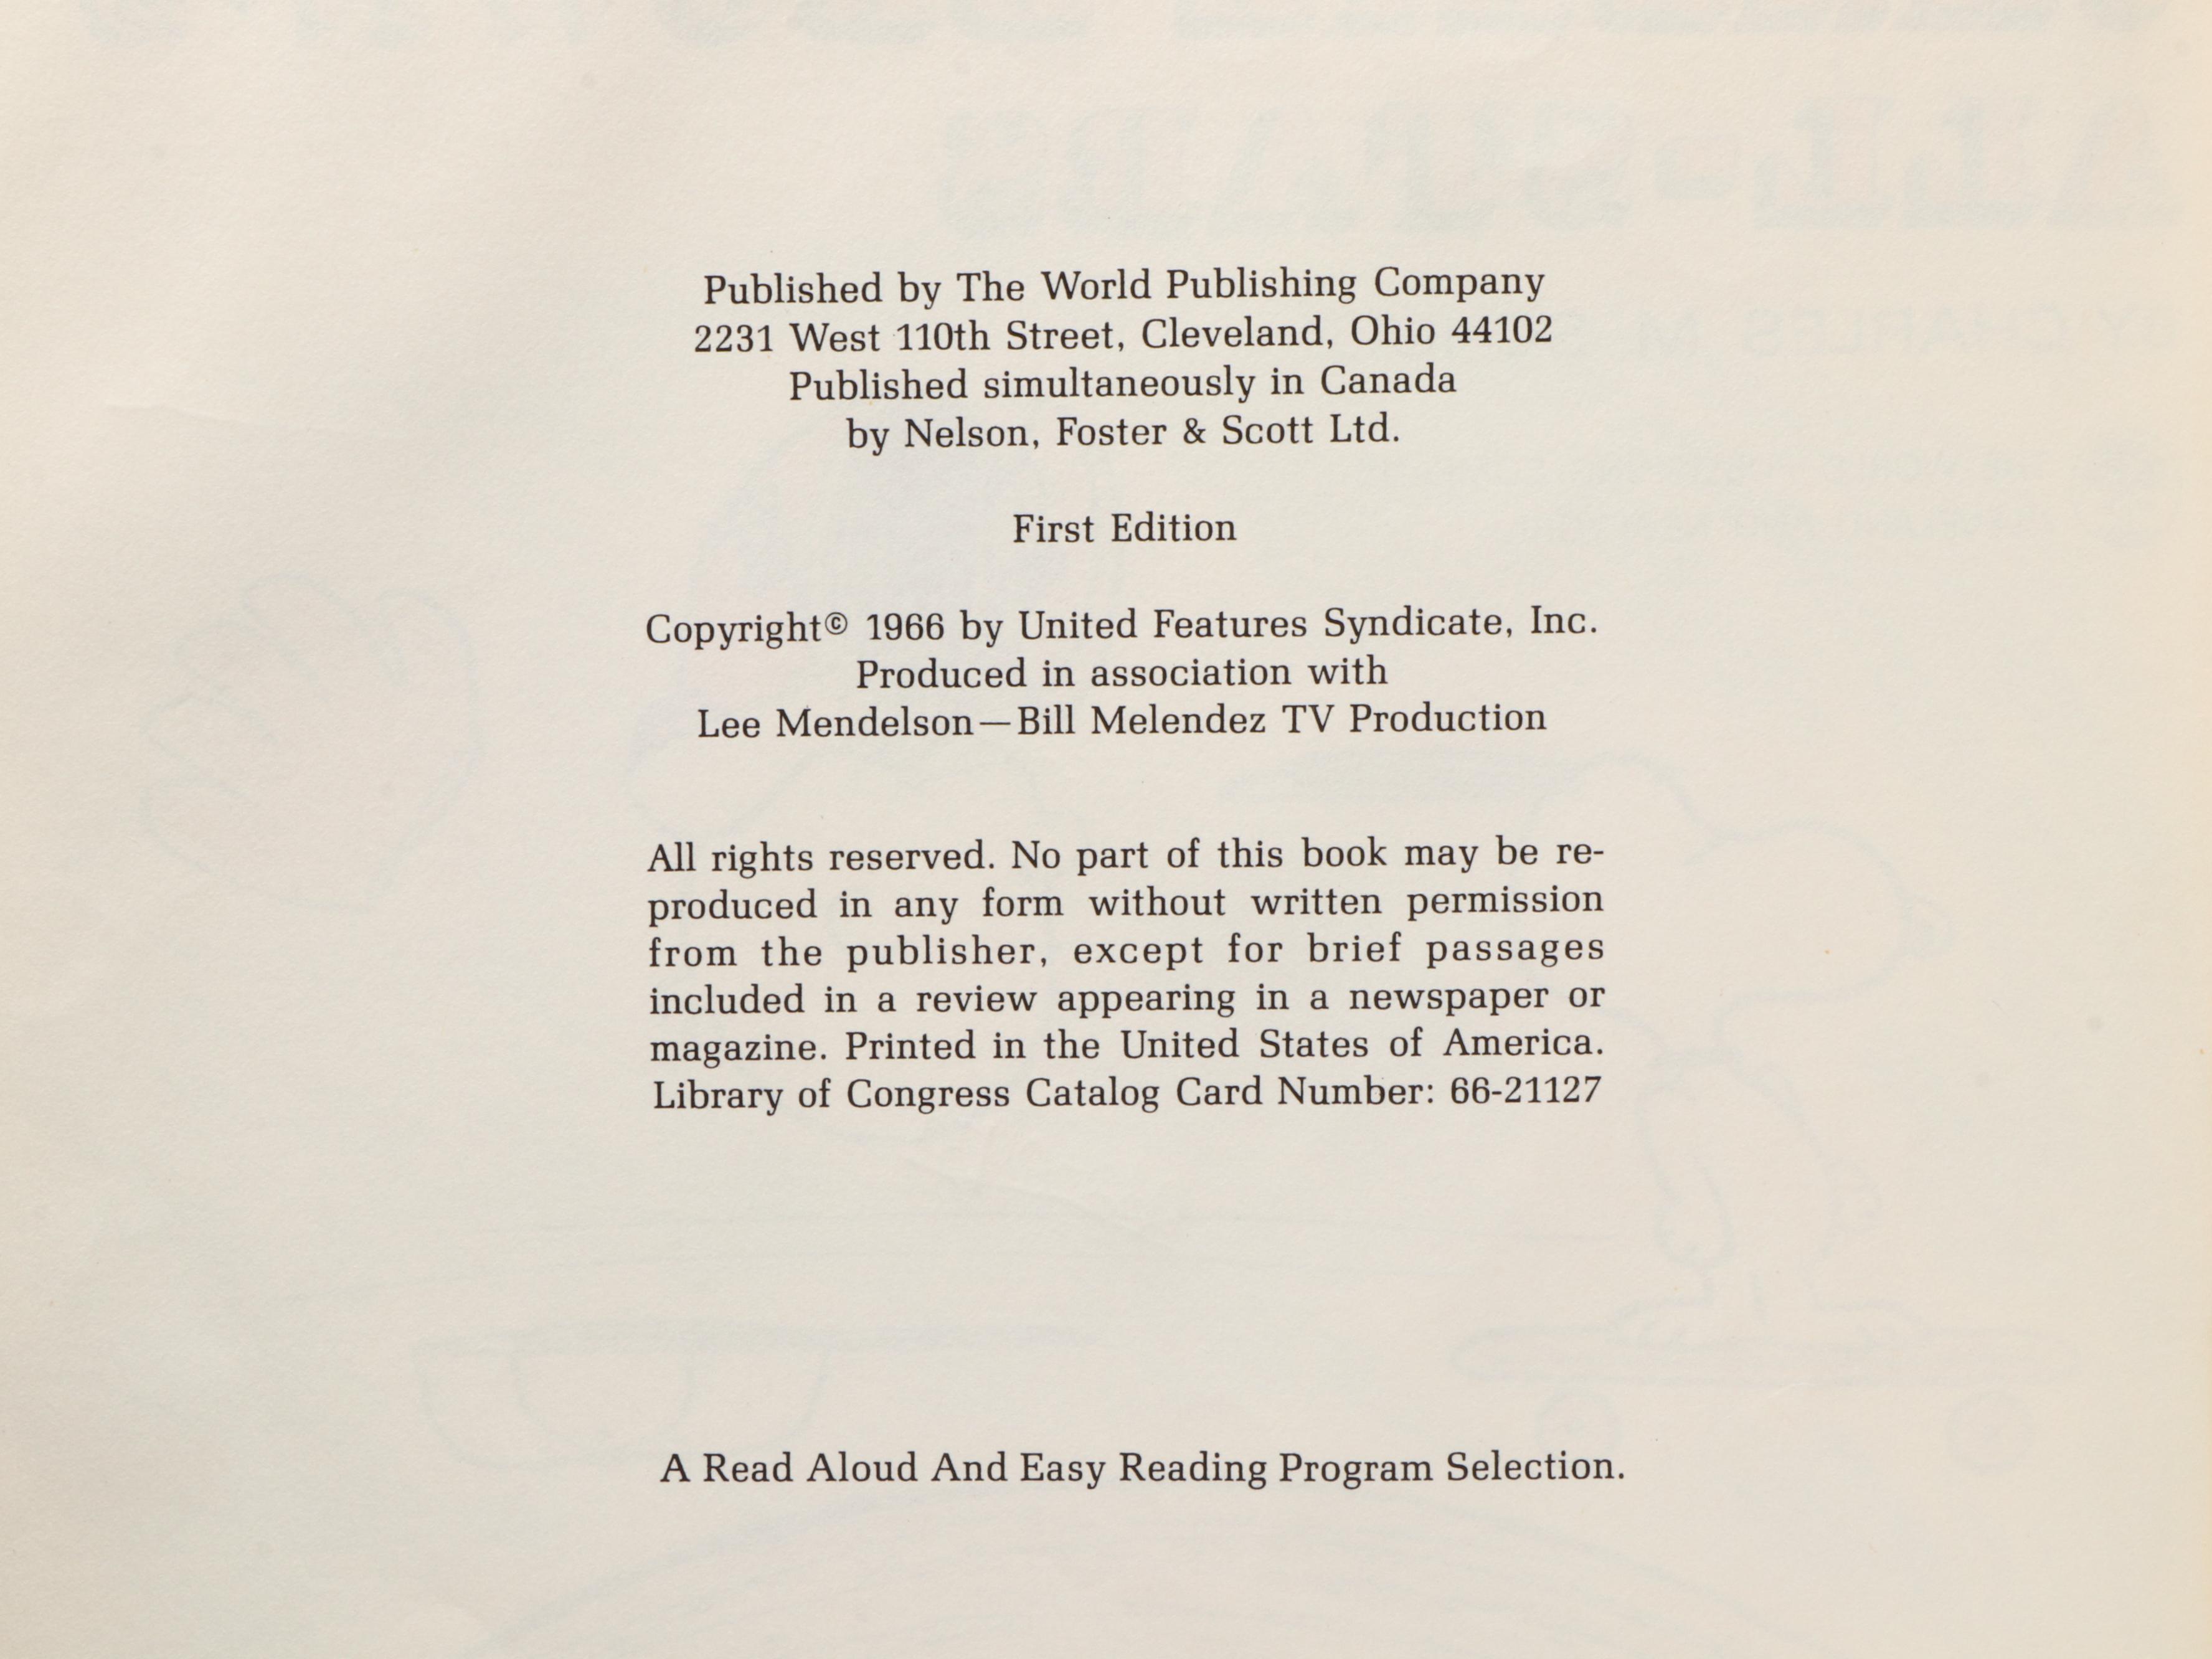 Published by The World Publishing Company
2231 West 110th Street, Cleveland, Ohio 44102
Published simultaneously in Canada
by Nelson, Foster & Scott Ltd.
First Edition
Copyright© 1966 by United Features Syndicate, Inc.
Produced in association with
Lee Mendelson—Bill Melendez TV Production
All rights reserved. No part of this book may be re-
produced in any form without written permission
from the publisher, except for brief passages
included in a review appearing in a newspaper or
magazine. Printed in the United States of America.
Library of Congress Catalog Card Number: 66-21127
A Read Aloud And Easy Reading Program Selection.